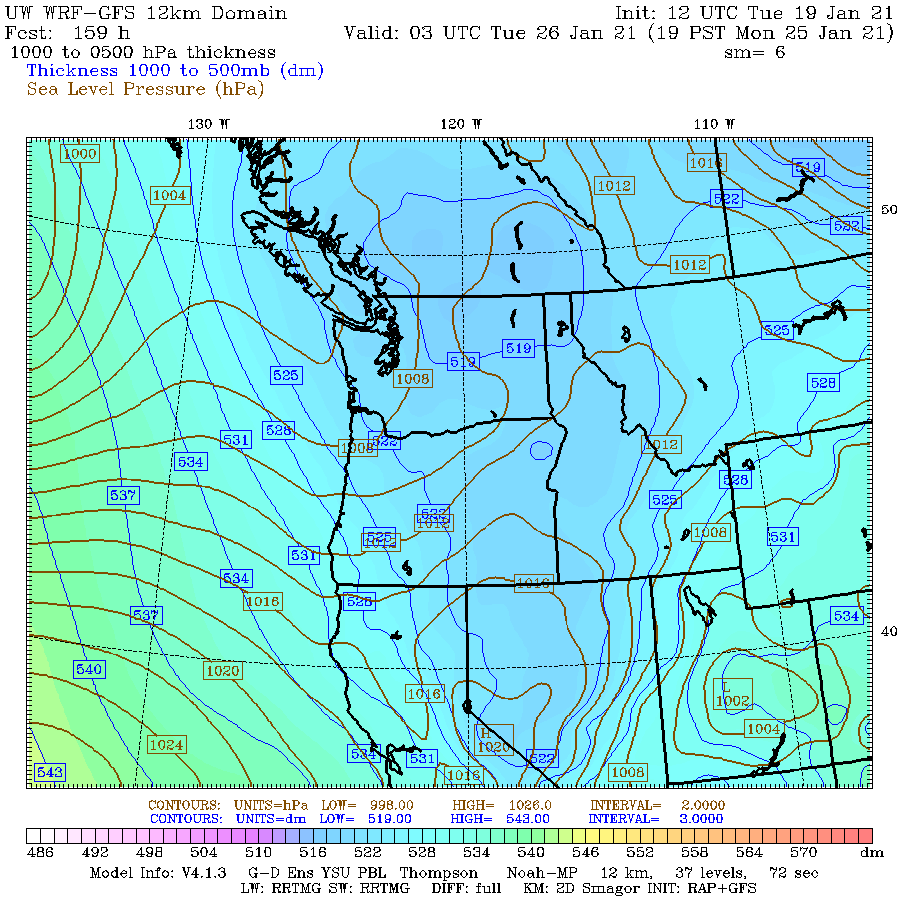 UW WRF-GFS 12km Domain Init: 12 UTC Tue 19 Jan 21
Fcst: 159 h Valid: 03 UTC Tue 26 Jan 21 (19 PST Mon 25 Jan 21)
1000 to 0500 hPa thickness sm= 6
Thickness 1000 to 500mb (dm)
Sea Level Pressure (hPa)
130 W 120 W 110 W
1000 1016 519
1004 1012 522
50
522
1012
525
519 519
525 1008 528
531 528 522 1012
534 1008
537 528
525
522 1012
525 1012 1008 531
531
534 1016
1016 528
537 534
40
540 1020 1016 L 1002
1004
1024 H 1020
534 531 522
543 1016 1008
CONTOURS: UNITS=hPa LOW= 998.00 HIGH= 1026.0 INTERVAL= 2.0000
CONTOURS: UNITS=dm LOW= 519.00 HIGH= 543.00 INTERVAL= 3.0000
486 492 498 504 510 516 522 528 534 540 546 552 558 564 570 dm
Model Info: V4.1.3 G-D Ens YSU PBL Thompson Noah-MP 12 km, 37 levels, 72 sec
LW: RRTMG SW: RRTMG DIFF: full KM: 2D Smagor INIT: RAP+GFS